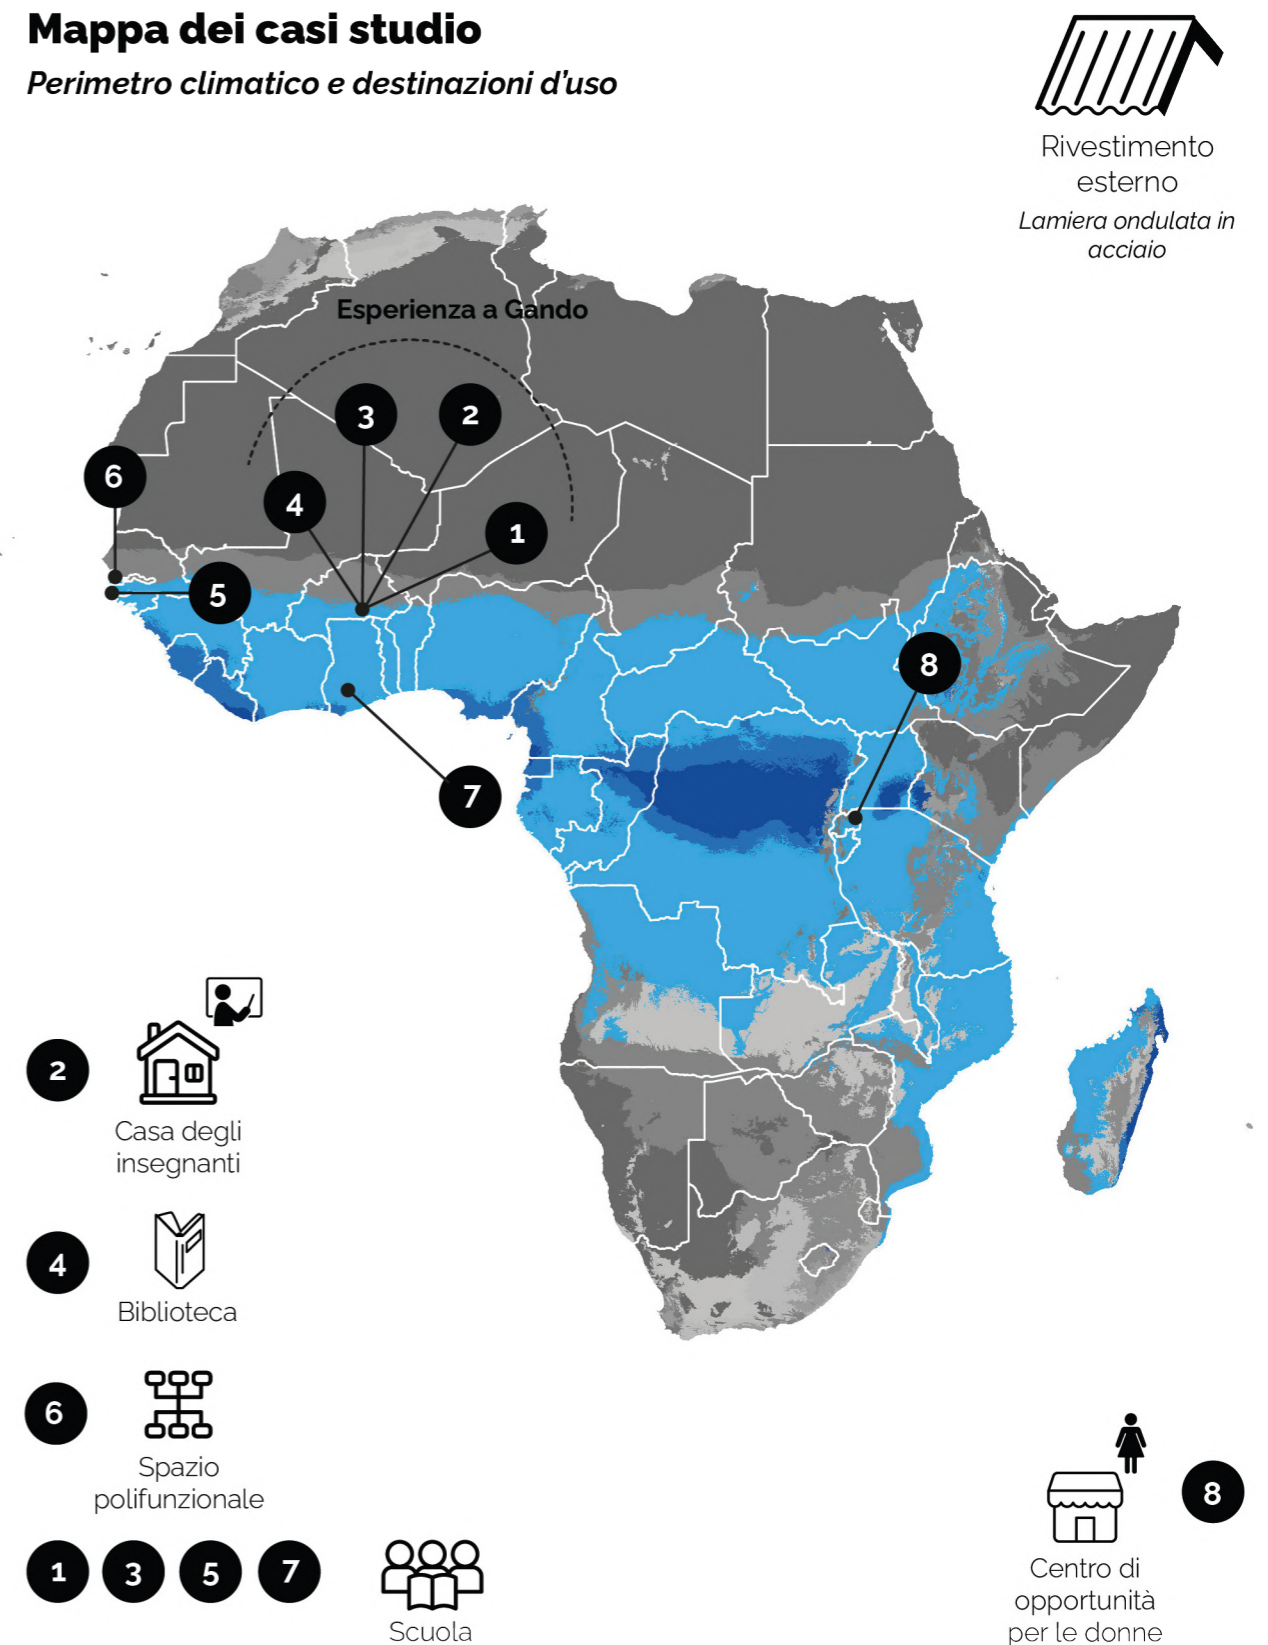 Mappa dei casi studio
Perimetro climatico e destinazioni d'uso
Rivestimento
esterno
Lamiera ondulata in
acciaio
Esperienza a Gando
3
2
6
4
1
5
8
7
2
Casa degli
insegnanti
4
Biblioteca
6
Spazio
polifunzionale
1
3
5
7
Scuola
8
Centro di
opportunità
per le donne